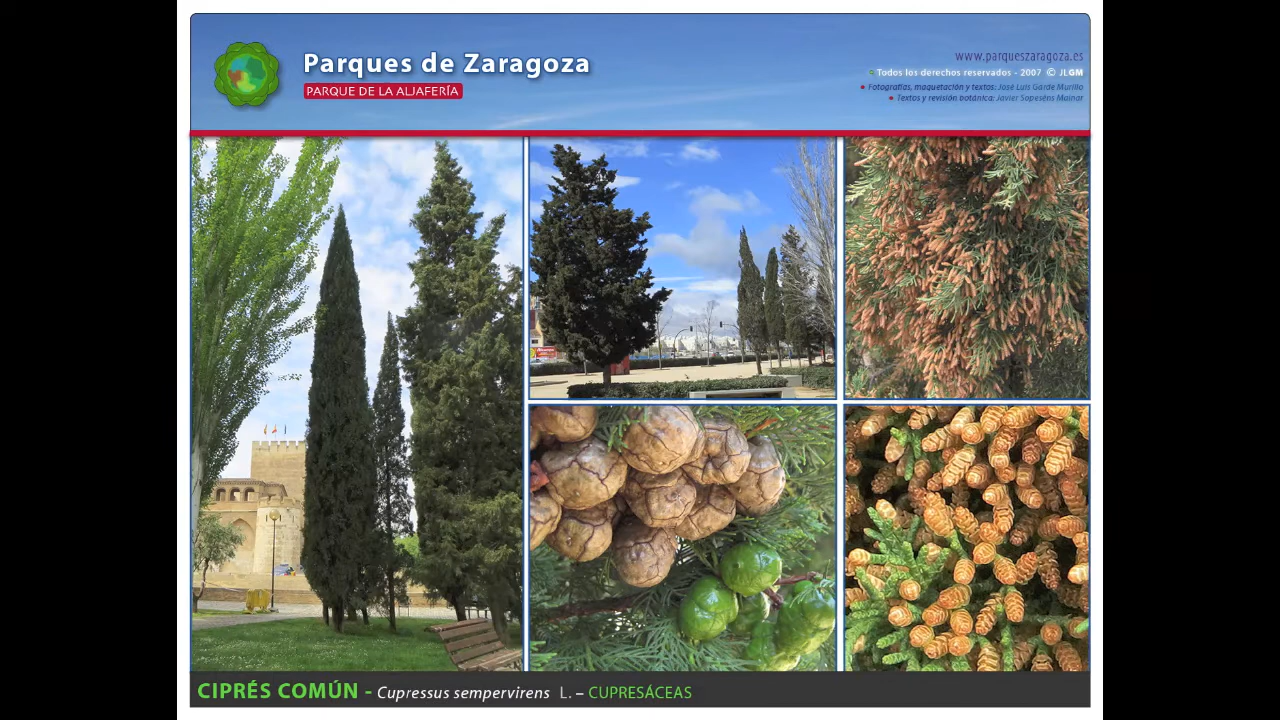 Parques de Zaragoza
PARQUE DE LA ALJAFERÍA
www.parqueszaragoza.es
Todos los derechos reservados - 2007 © JLGM
Fotografías, maquetación y textos: José Luis Garde Murillo
Textos y revisión botánica: Javier Sopeséns Mainar
CIPRÉS COMÚN - Cupressus sempervirens L. – CUPRESÁCEAS